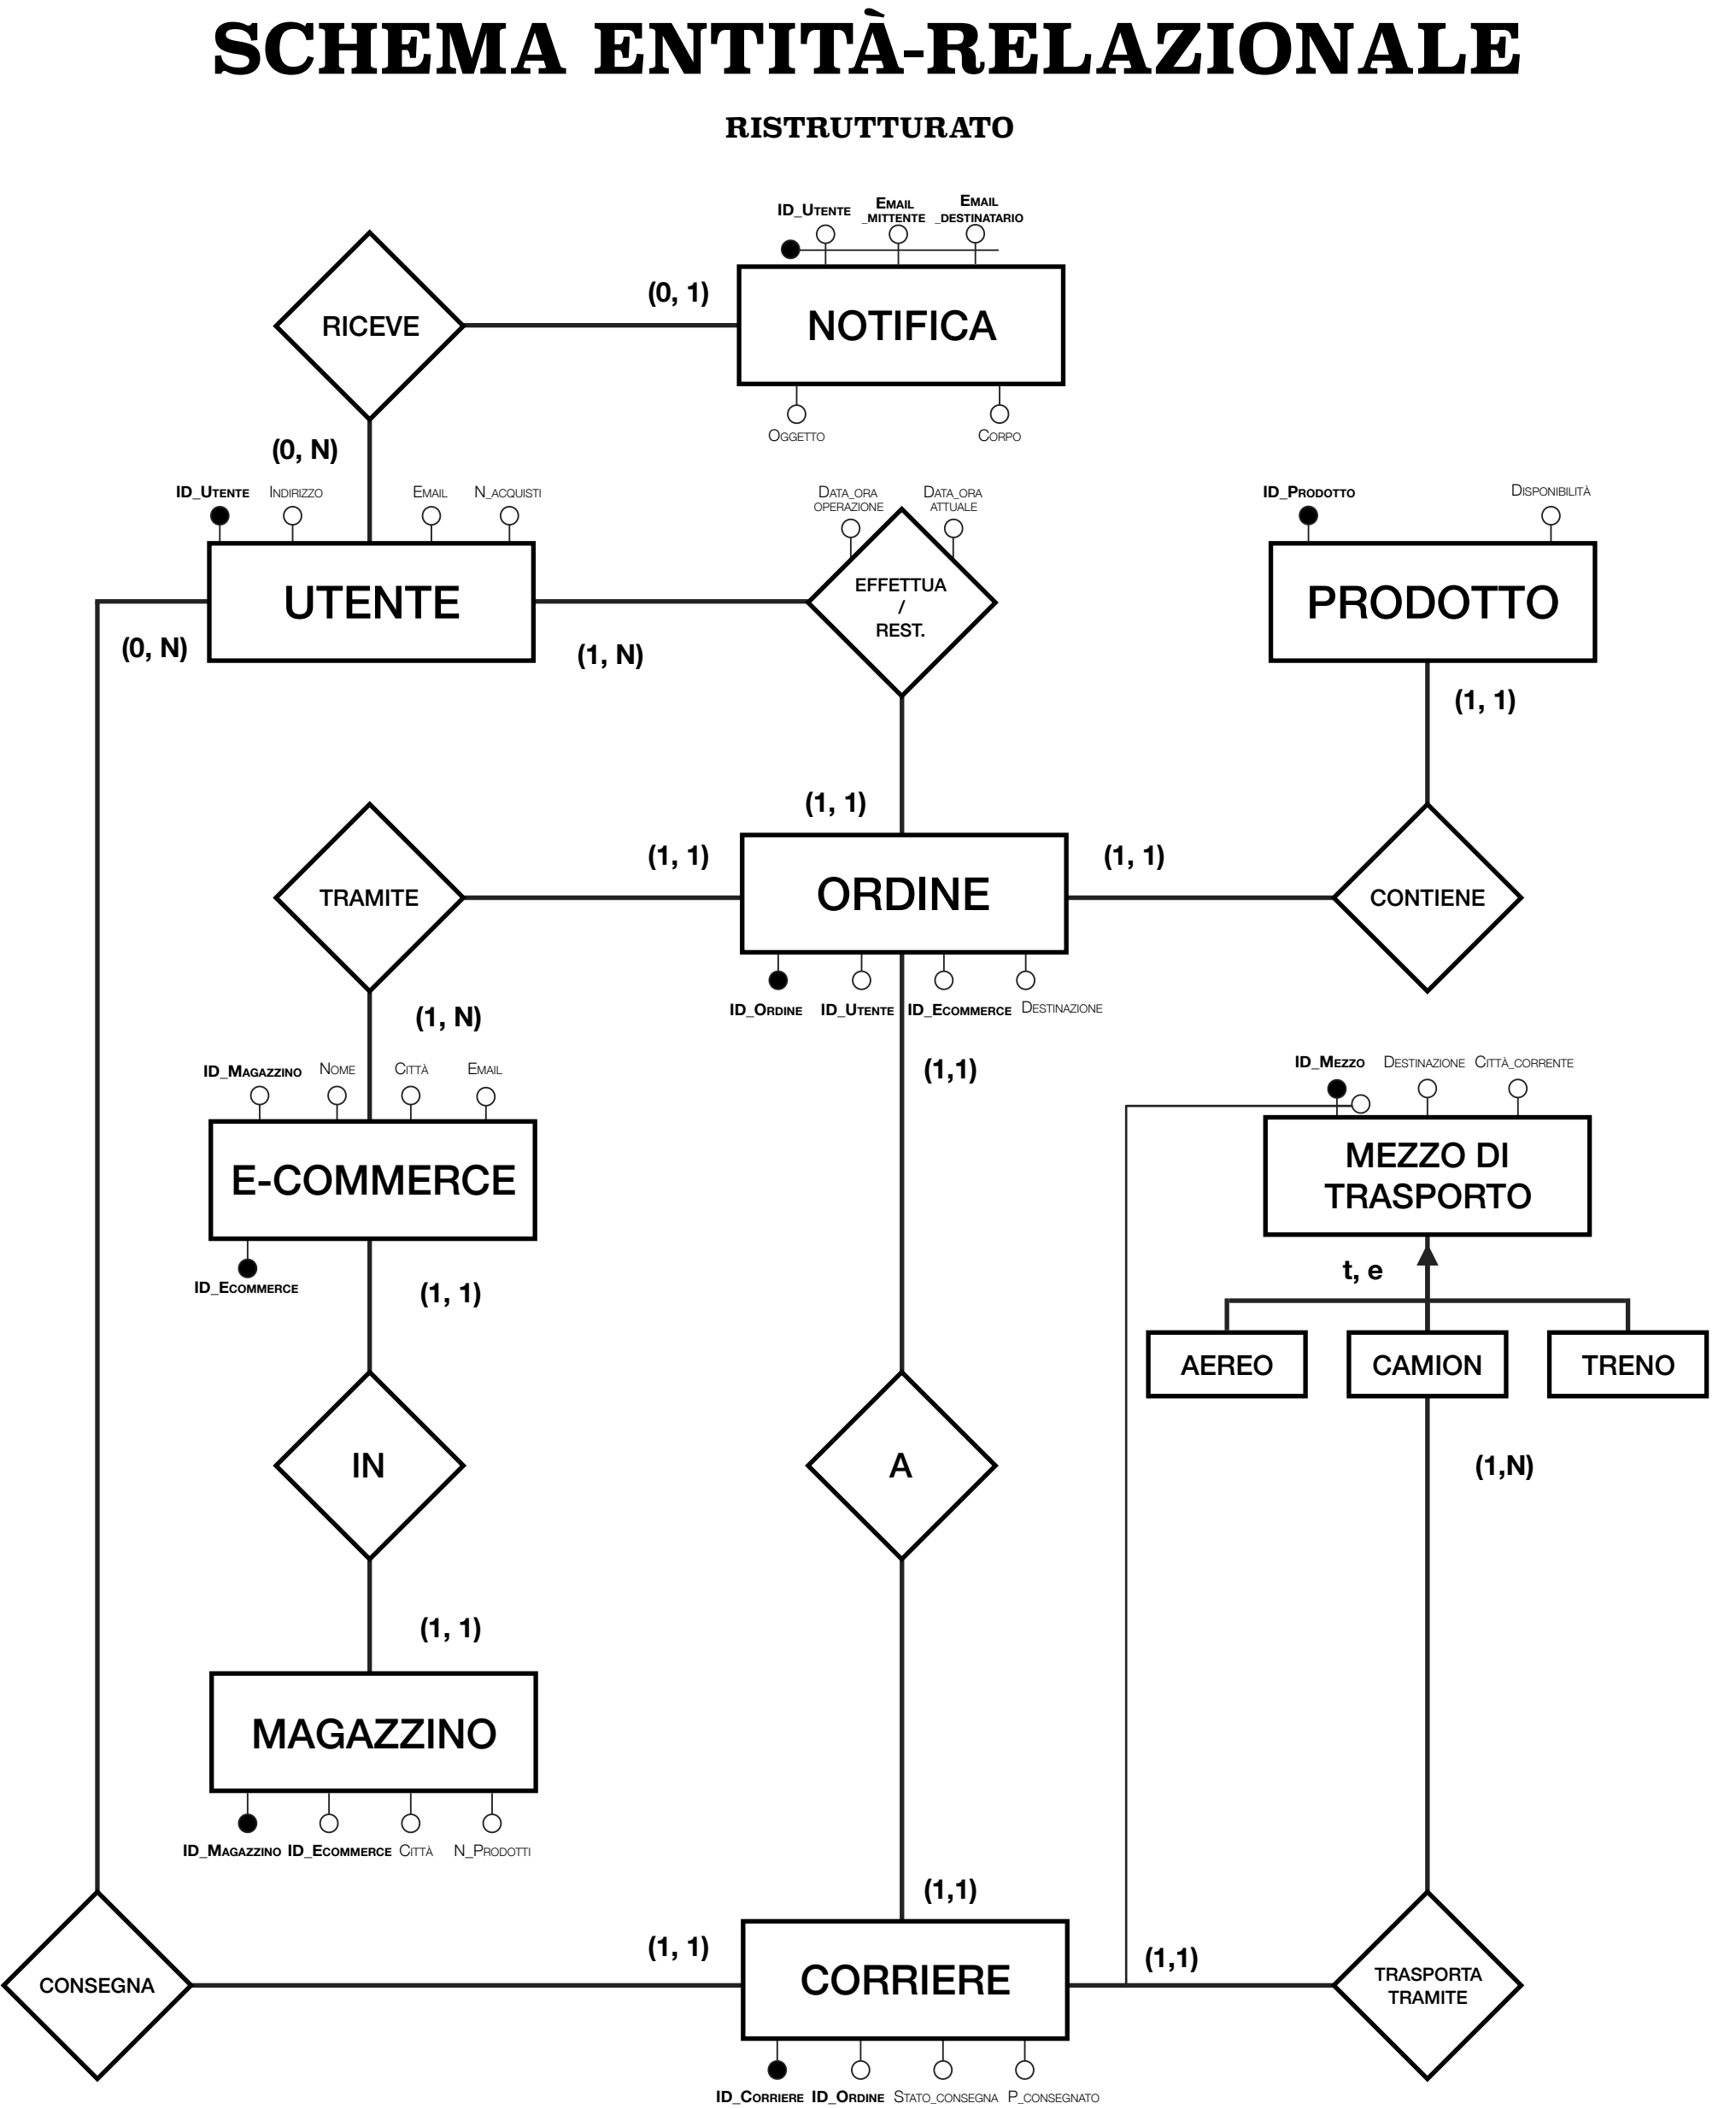 SCHEMA ENTITÀ-RELAZIONALE
RISTRUTTURATO
ID_Utente
Email
_mittente
Email
_destinatario
(0, 1)
RICEVE
NOTIFICA
Oggetto
Corpo
(0, N)
ID_Utente
Indirizzo
Email
N_acquisti
Data_ora
operazione
Data_ora
attuale
ID_Prodotto
Disponibilità
UTENTE
EFFETTUA
/
REST.
PRODOTTO
(0, N)
(1, N)
(1, 1)
(1, 1)
(1, 1)
(1, 1)
TRAMITE
ORDINE
CONTIENE
ID_Ordine
ID_Utente
ID_Ecommerce
Destinazione
(1, N)
(1,1)
ID_Magazzino
Nome
Città
Email
ID_Mezzo
Destinazione
Città_corrente
E-COMMERCE
MEZZO DI
TRASPORTO
ID_Ecommerce
(1, 1)
t, e
AEREO
CAMION
TRENO
IN
A
(1,N)
(1, 1)
MAGAZZINO
ID_Magazzino
ID_Ecommerce
Città
N_Prodotti
(1,1)
(1, 1)
(1,1)
CONSEGNA
CORRIERE
TRASPORTA
TRAMITE
ID_Corriere
ID_Ordine
Stato_consegna
P_consegnato